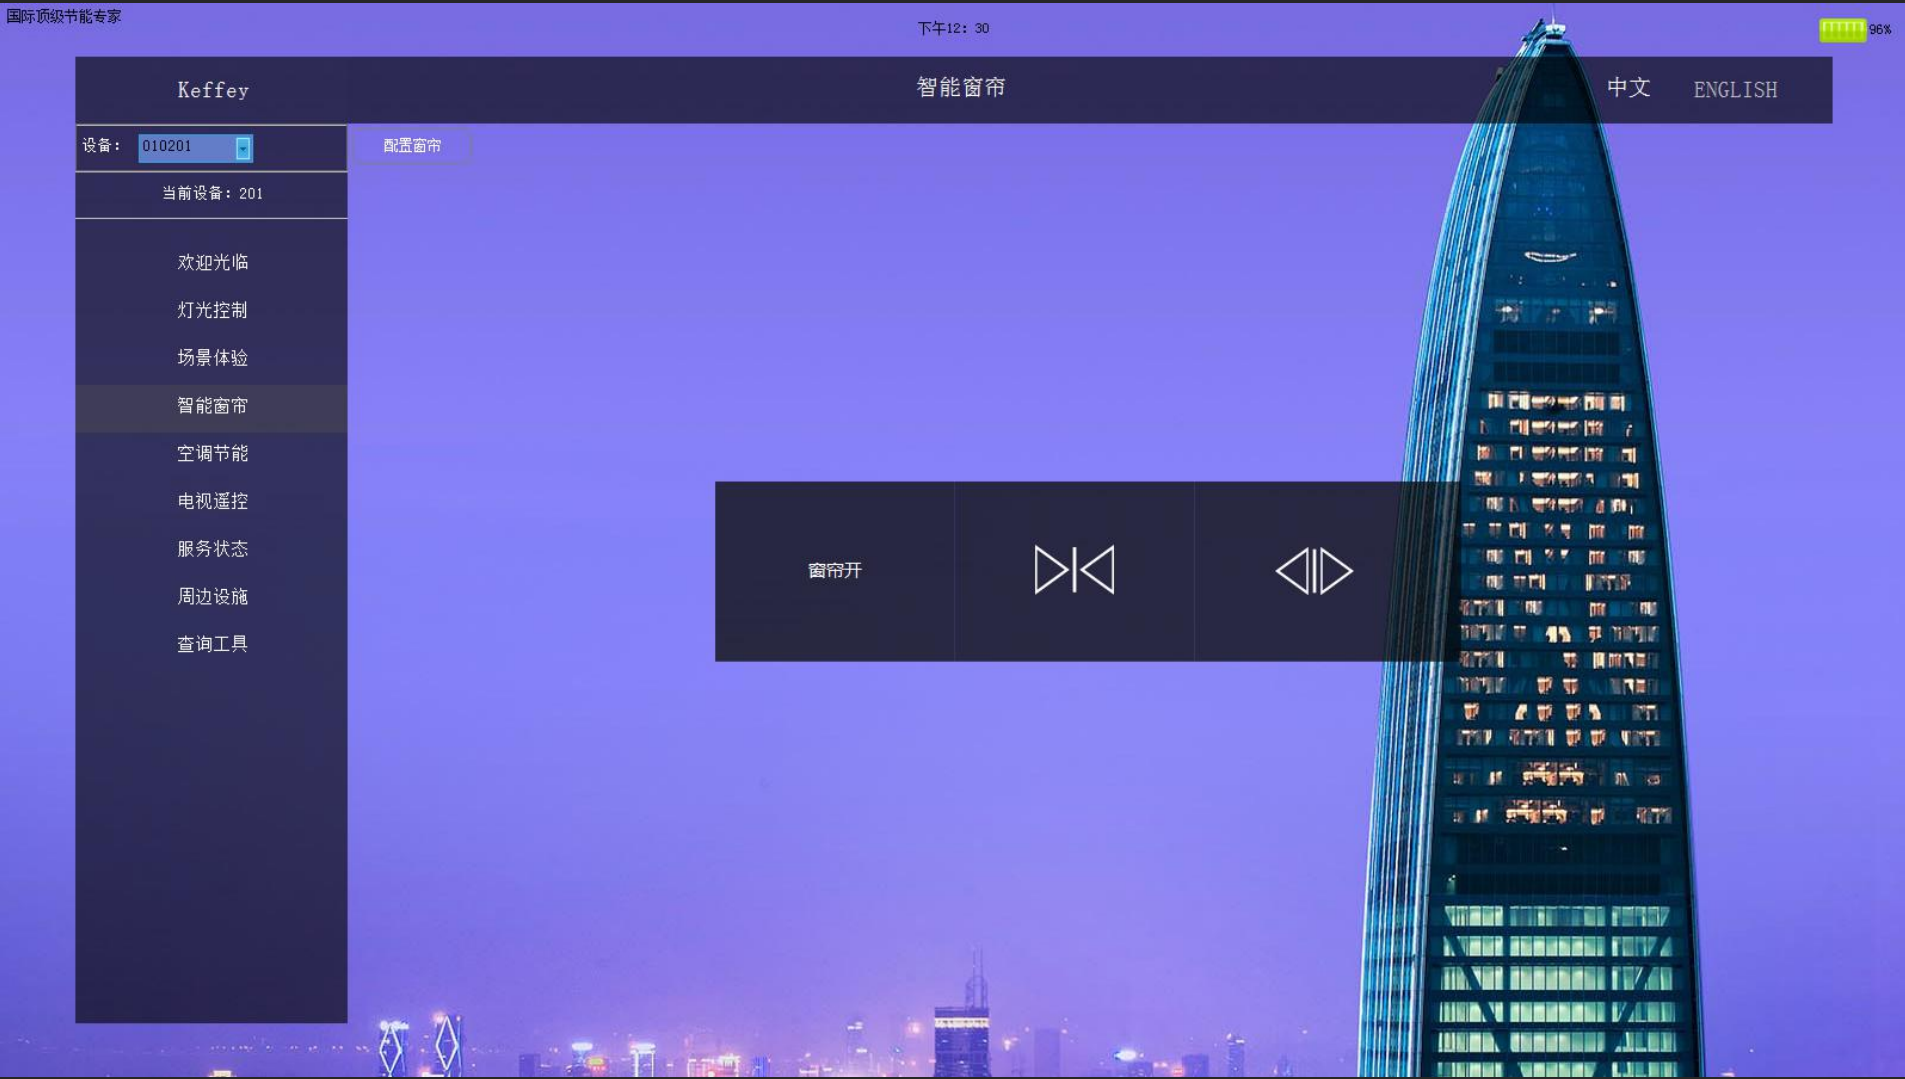 国际顶级节能专家
下午12: 30
96%
Keffey
智能窗帘
中文
ENGLISH
设备:
010201
配置窗帘
当前设备: 201
欢迎光临
灯光控制
场景体验
智能窗帘
空调节能
电视遥控
服务状态
周边设施
查询工具
窗帘开